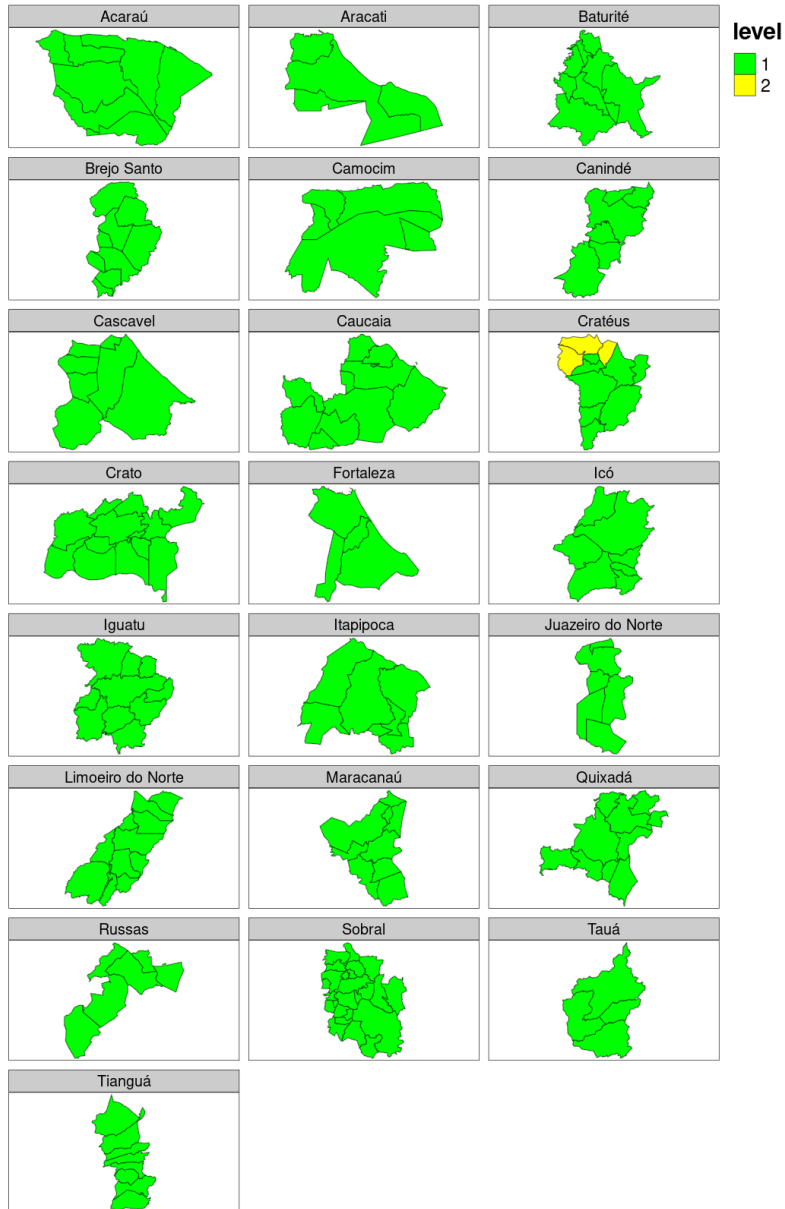 Acaraú
Aracati
Baturité
level
1
2
Brejo Santo
Camocim
Canindé
Cascavel
Caucaia
Cratéus
Crato
Fortaleza
Icó
Iguatu
Itapipoca
Juazeiro do Norte
Limoeiro do Norte
Maracanaú
Quixadá
Russas
Sobral
Tauá
Tianguá